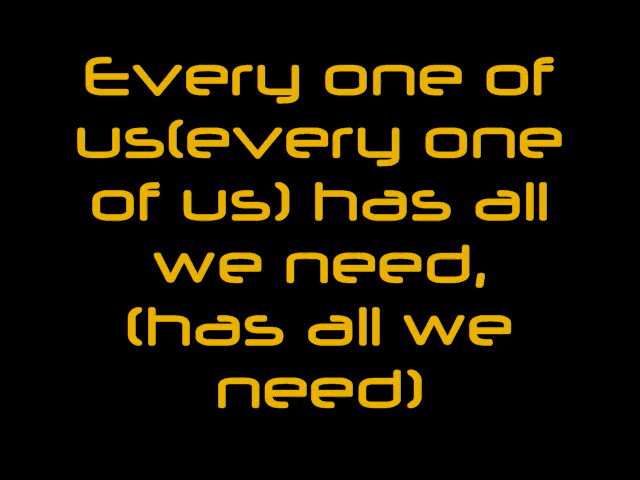 Every one of
us(every one
of us) has all
we need,
(has all we
need)